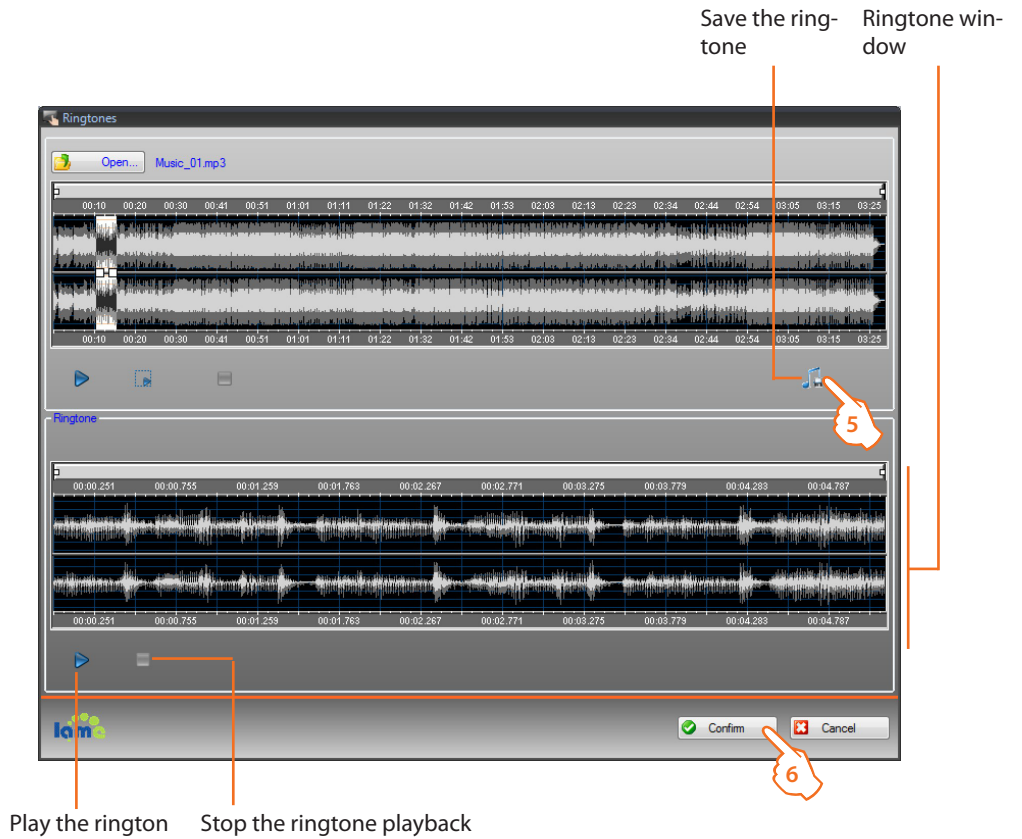 Save the ring-
tone
Ringtone win-
dow
Ringtones
Open... Music_01.mp3
00:10 00:20 00:30 00:41 00:51 01:01 01:11 01:22 01:32 01:42 01:53 02:03 02:13 02:23 02:34 02:44 02:54 03:05 03:15 03:25
00:10 00:20 00:30 00:41 00:51 01:01 01:11 01:22 01:32 01:42 01:53 02:03 02:13 02:23 02:34 02:44 02:54 03:05 03:15 03:25
5
Ringtone
00:00.251 00:00.755 00:01.259 00:01.763 00:02.267 00:02.771 00:03.275 00:03.779 00:04.283 00:04.787
00:00.251 00:00.755 00:01.259 00:01.763 00:02.267 00:02.771 00:03.275 00:03.779 00:04.283 00:04.787
lame
Confirm Cancel
6
Play the rington Stop the ringtone playback